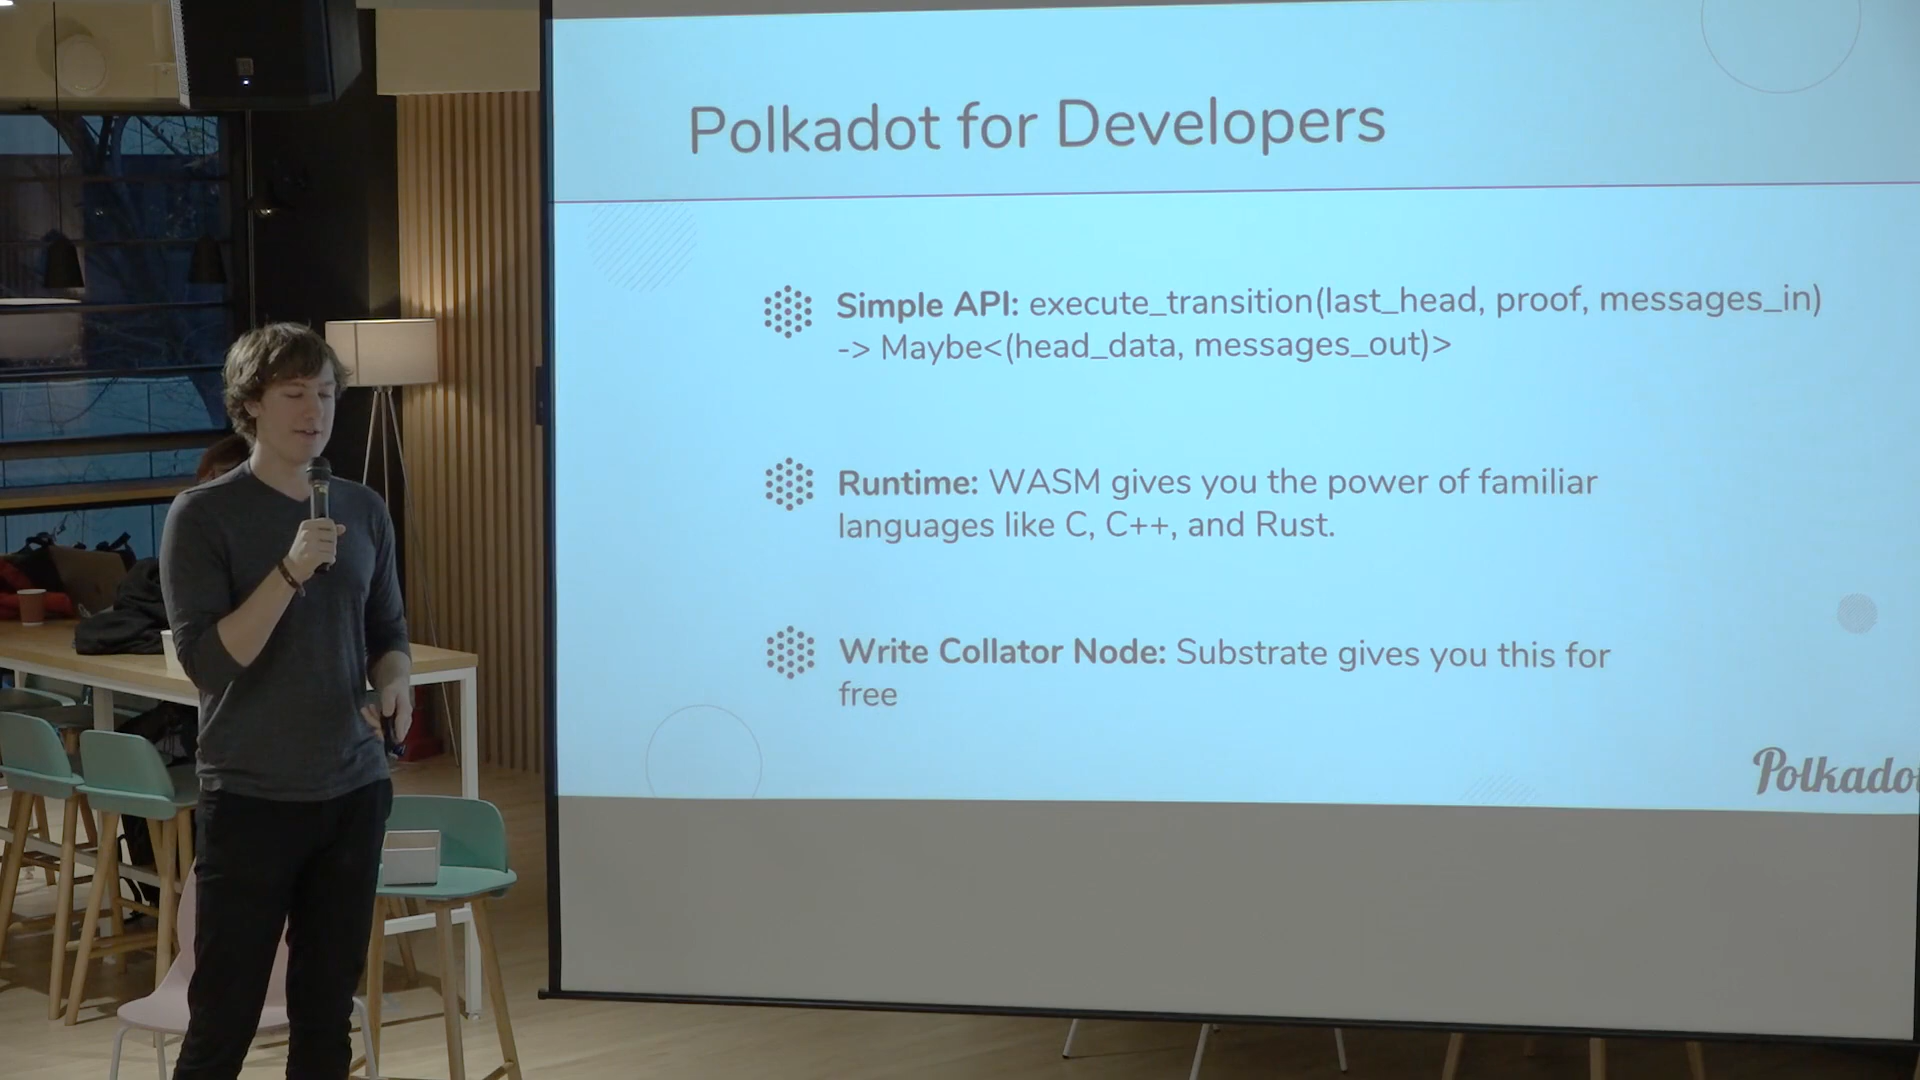 Polkadot for Developers
Simple API: execute_transition(last_head, proof, messages_in)
-> Maybe<(head_data, messages_out)>
Runtime: WASM gives you the power of familiar
languages like C, C++, and Rust.
Write Collator Node: Substrate gives you this for
free
Polkadot